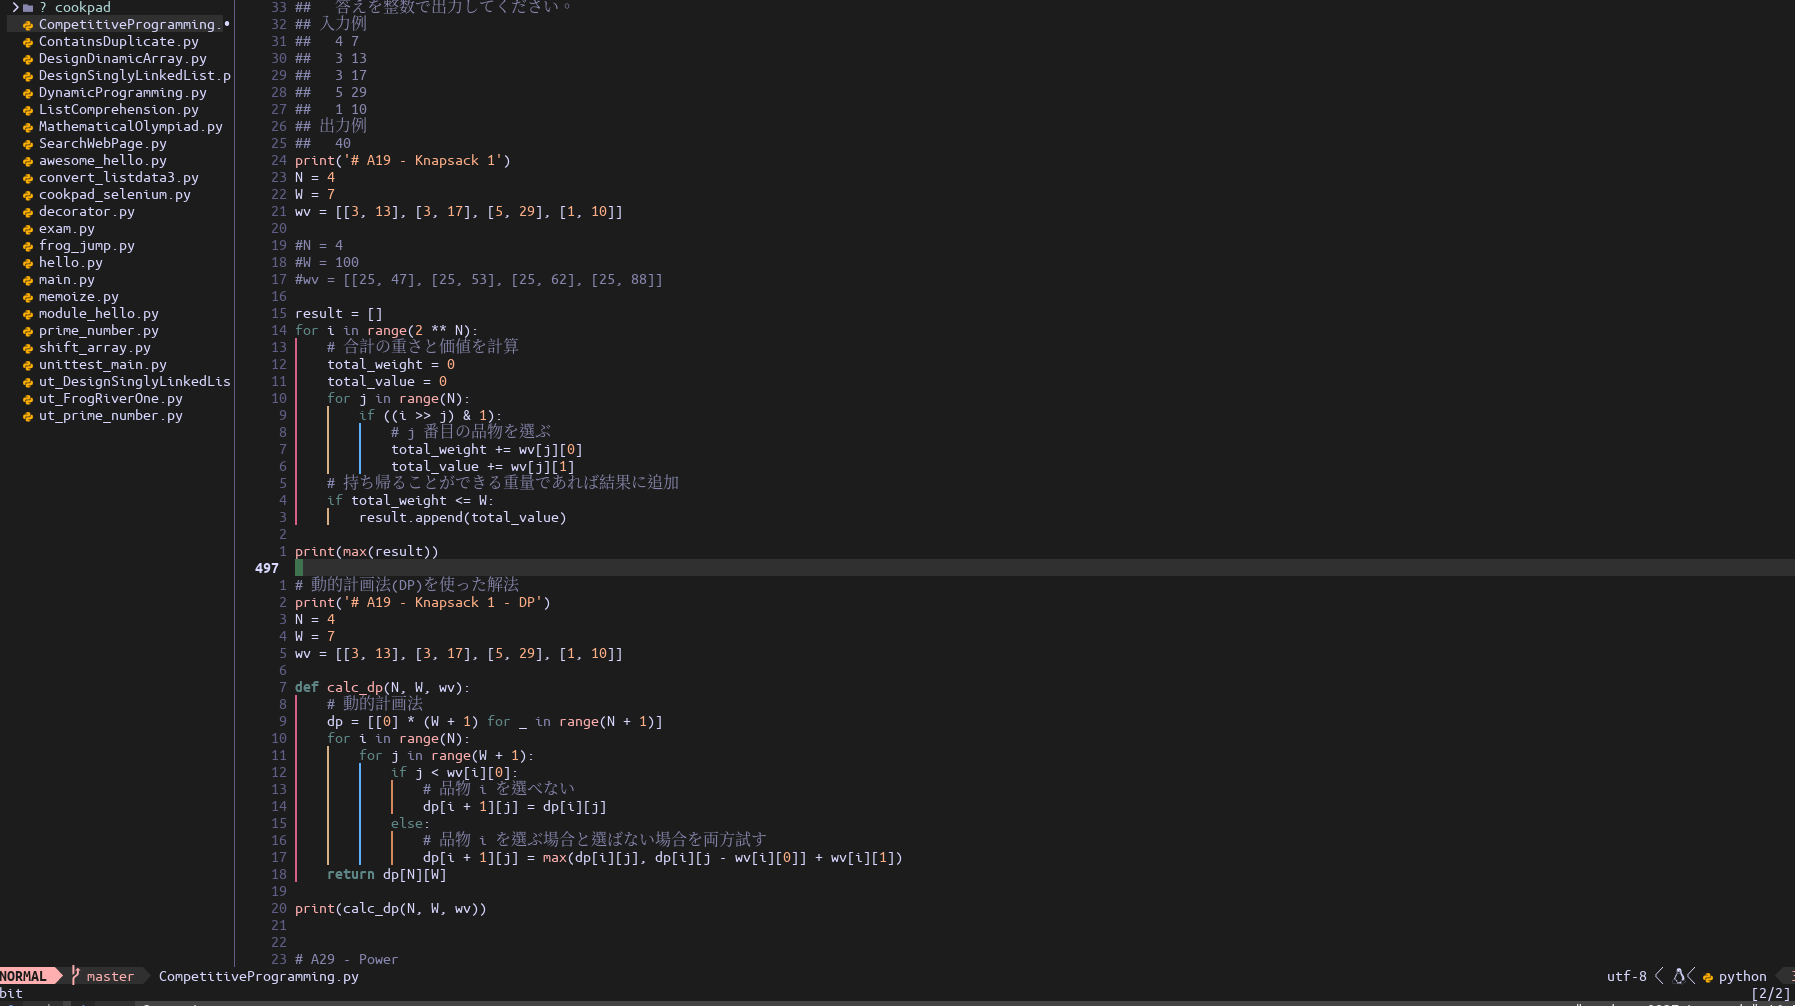 ? cookpad
CompetitiveProgramming.
ContainsDuplicate.py
DesignDinamicArray.py
DesignSinglyLinkedList.p
DynamicProgramming.py
ListComprehension.py
MathematicalOlympiad.py
SearchWebPage.py
awesome_hello.py
convert_listdata3.py
cookpad_selenium.py
decorator.py
exam.py
frog_jump.py
hello.py
main.py
memoize.py
module_hello.py
prime_number.py
shift_array.py
unittest_main.py
ut_DesignSinglyLinkedLis
ut_FrogRiverOne.py
ut_prime_number.py
33 ##   答えを整数で出力してください。
32 ## 入力例
31 ##   4 7
30 ##   3 13
29 ##   3 17
28 ##   5 29
27 ##   1 10
26 ## 出力例
25 ##   40
24 print('# A19 - Knapsack 1')
23 N = 4
22 W = 7
21 wv = [[3, 13], [3, 17], [5, 29], [1, 10]]
20
19 #N = 4
18 #W = 100
17 #wv = [[25, 47], [25, 53], [25, 62], [25, 88]]
16
15 result = []
14 for i in range(2 ** N):
13     # 合計の重さと価値を計算
12     total_weight = 0
11     total_value = 0
10     for j in range(N):
9         if ((i >> j) & 1):
8             # j 番目の品物を選ぶ
7             total_weight += wv[j][0]
6             total_value += wv[j][1]
5     # 持ち帰ることができる重量であれば結果に追加
4     if total_weight <= W:
3         result.append(total_value)
2
1 print(max(result))
497
1 # 動的計画法(DP)を使った解法
2 print('# A19 - Knapsack 1 - DP')
3 N = 4
4 W = 7
5 wv = [[3, 13], [3, 17], [5, 29], [1, 10]]
6
7 def calc_dp(N, W, wv):
8     # 動的計画法
9     dp = [[0] * (W + 1) for _ in range(N + 1)]
10     for i in range(N):
11         for j in range(W + 1):
12             if j < wv[i][0]:
13                 # 品物 i を選べない
14                 dp[i + 1][j] = dp[i][j]
15             else:
16                 # 品物 i を選ぶ場合と選ばない場合を両方試す
17                 dp[i + 1][j] = max(dp[i][j], dp[i][j - wv[i][0]] + wv[i][1])
18     return dp[N][W]
19
20 print(calc_dp(N, W, wv))
21
22
23 # A29 - Power
NORMAL master CompetitiveProgramming.py utf-8 python
bit [2/2]